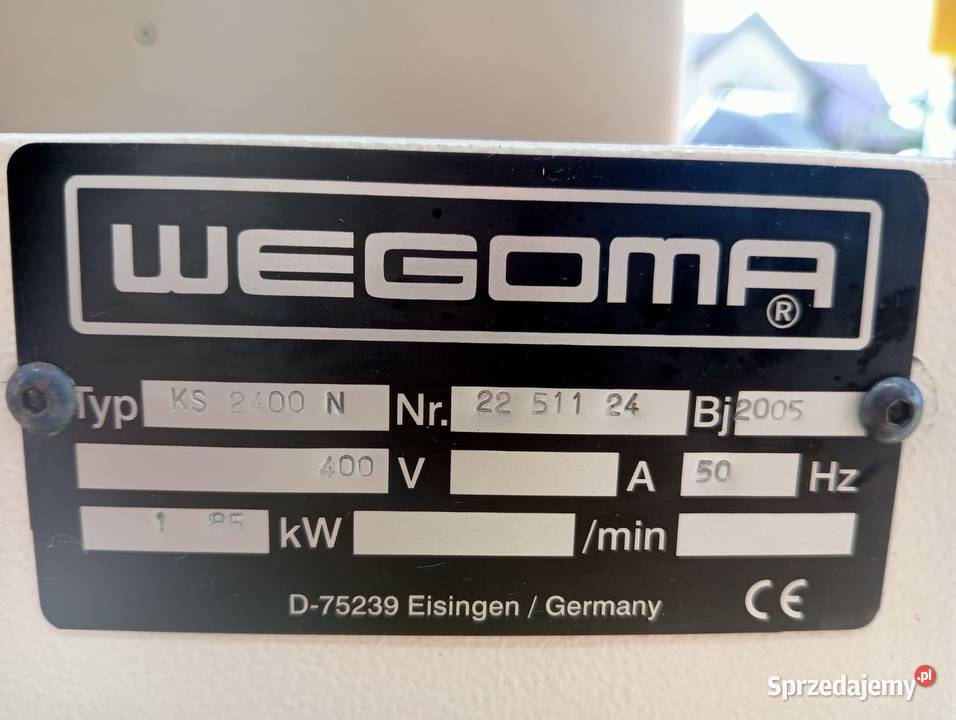 WEGOMA®
Typ KS 2400 N Nr. 22 511 24 Bj 2005
400 V A 50 Hz
1 85 kW /min
D-75239 Eisingen / Germany CE
Sprzedajemy.pl